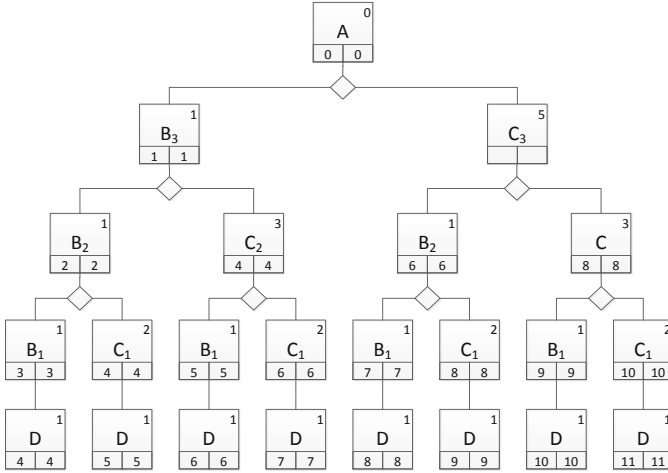 0
A
0 0
1 5
B₃ C₃
1 1
1 3 1 3
B₂ C₂ B₂ C
2 2 4 4 6 6 8 8
1 2 1 2 1 2 1 2
B₁ C₁ B₁ C₁ B₁ C₁ B₁ C₁
3 3 4 4 5 5 6 6 7 7 8 8 9 9 10 10
1 1 1 1 1 1 1 1
D D D D D D D D
4 4 5 5 6 6 7 7 8 8 9 9 10 10 11 11